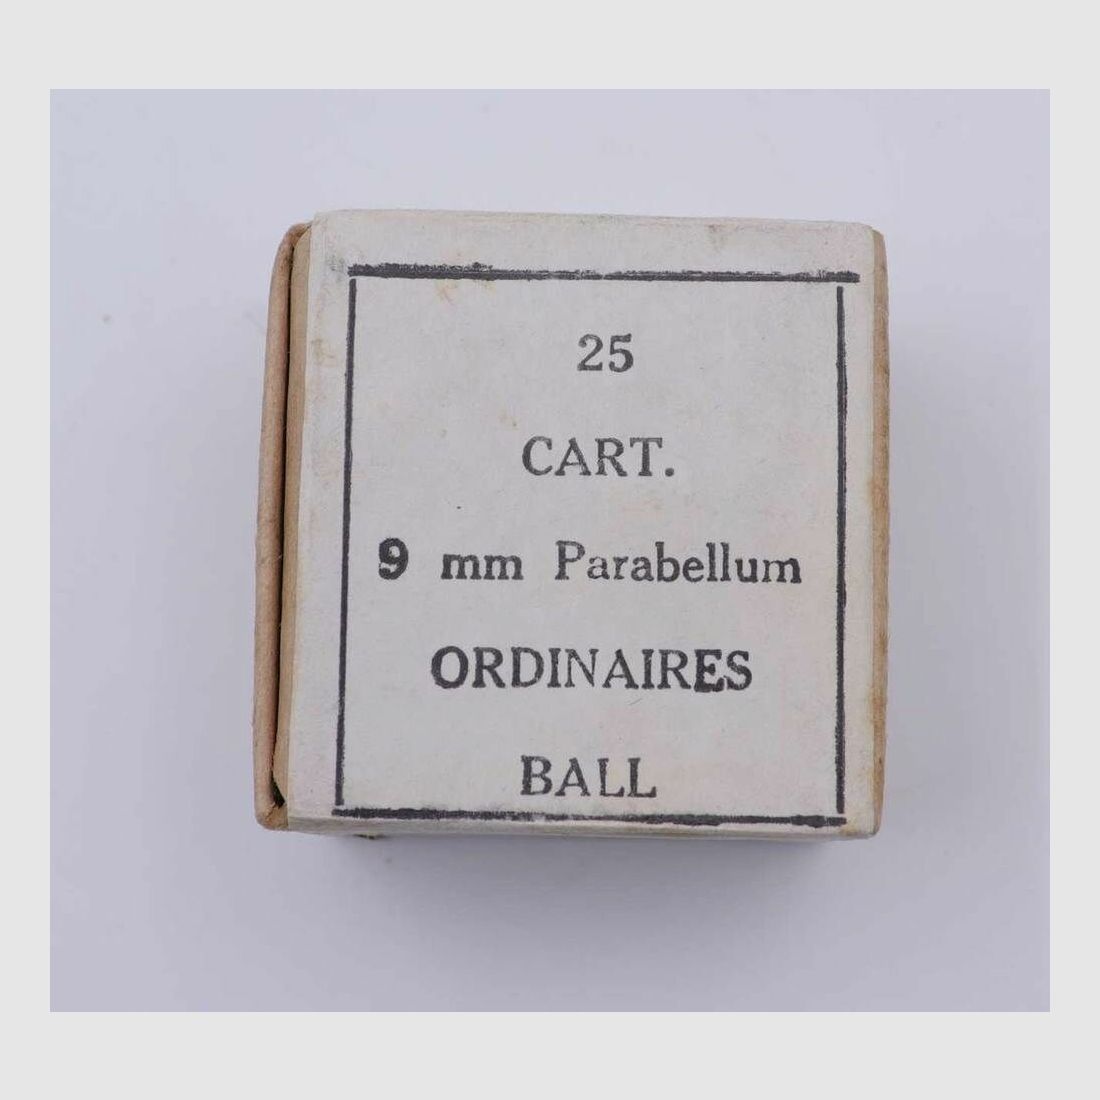 25
CART.
9 mm Parabellum
ORDINAIRES
BALL